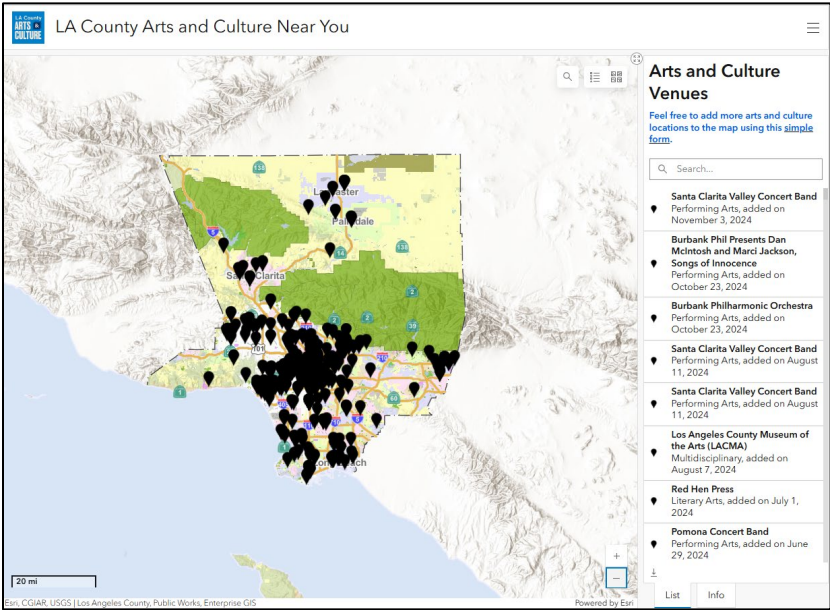 LA County
ARTS &
CULTURE
LA County Arts and Culture Near You
Arts and Culture
Venues
Feel free to add more arts and culture
locations to the map using this simple
form.
Search...
Santa Clarita Valley Concert Band
Performing Arts, added on
November 3, 2024
Burbank Phil Presents Dan
McIntosh and Marci Jackson,
Songs of Innocence
Performing Arts, added on
October 23, 2024
Burbank Philharmonic Orchestra
Performing Arts, added on
October 23, 2024
Santa Clarita Valley Concert Band
Performing Arts, added on August
11, 2024
Santa Clarita Valley Concert Band
Performing Arts, added on August
11, 2024
Los Angeles County Museum of
the Arts (LACMA)
Multidisciplinary, added on
August 7, 2024
Red Hen Press
Literary Arts, added on July 1,
2024
Pomona Concert Band
Performing Arts, added on June
29, 2024
List Info
138
5
14
138
2
2
2
39
101
210
1
60
+
−
20 mi
Esri, CGIAR, USGS | Los Angeles County, Public Works, Enterprise GIS
Powered by Esri